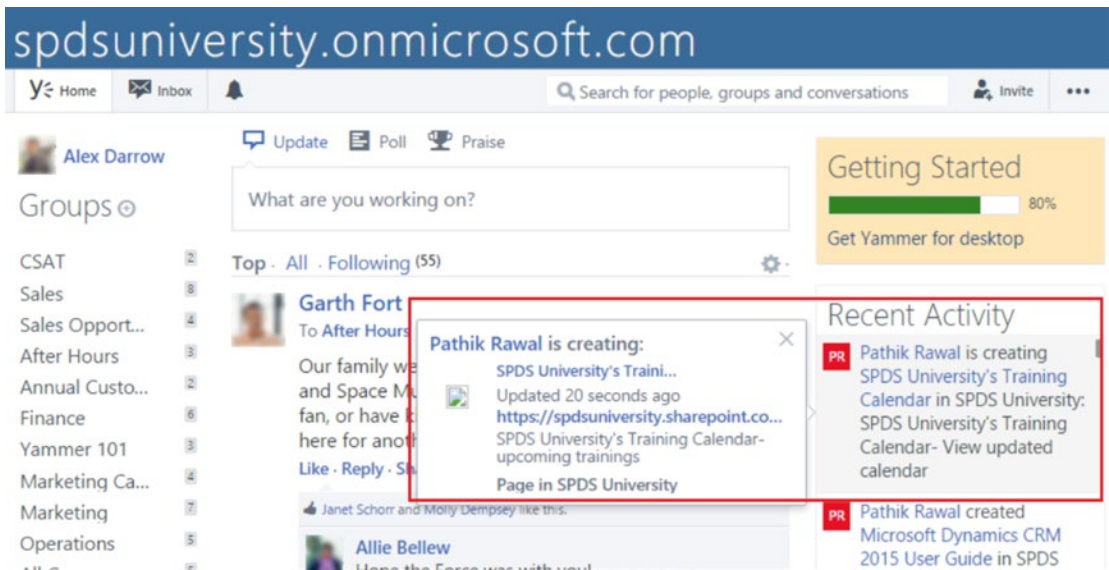 spdsuniversity.onmicrosoft.com
Home Inbox Search for people, groups and conversations Invite •••
Alex Darrow
Groups
CSAT 2
Sales 8
Sales Opport... 4
After Hours 3
Annual Custo... 2
Finance 6
Yammer 101 3
Marketing Ca... 4
Marketing 7
Operations 5
Update Poll Praise
What are you working on?
Top · All · Following (55)
Garth Fort
To After Hours
Our family we
and Space Mu
fan, or have k
here for anoth
Like · Reply · Sh
Janet Schorr and Molly Dempsey like this.
Allie Bellew
Hope the Force was with you!
Pathik Rawal is creating:
SPDS University's Traini...
Updated 20 seconds ago
https://spdsuniversity.sharepoint.co...
SPDS University's Training Calendar-
upcoming trainings
Page in SPDS University
Getting Started
80%
Get Yammer for desktop
Recent Activity
PR Pathik Rawal is creating
SPDS University's Training
Calendar in SPDS University:
SPDS University's Training
Calendar- View updated
calendar
PR Pathik Rawal created
Microsoft Dynamics CRM
2015 User Guide in SPDS